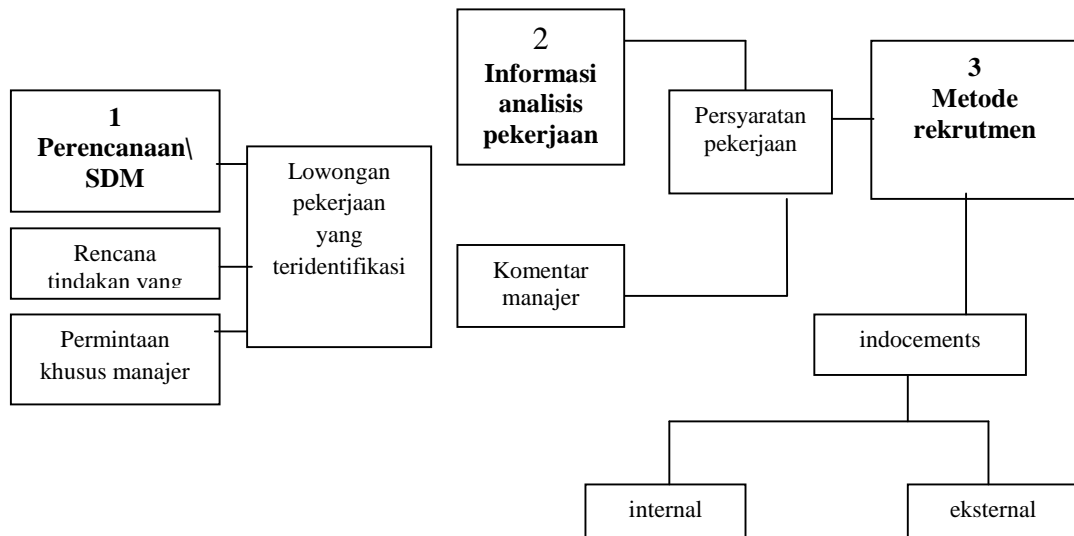 1
Perencanaan\
SDM
Rencana
tindakan yang
Permintaan
khusus manajer
Lowongan
pekerjaan
yang
teridentifikasi
2
Informasi
analisis
pekerjaan
Komentar
manajer
Persyaratan
pekerjaan
3
Metode
rekrutmen
indocements
internal
eksternal